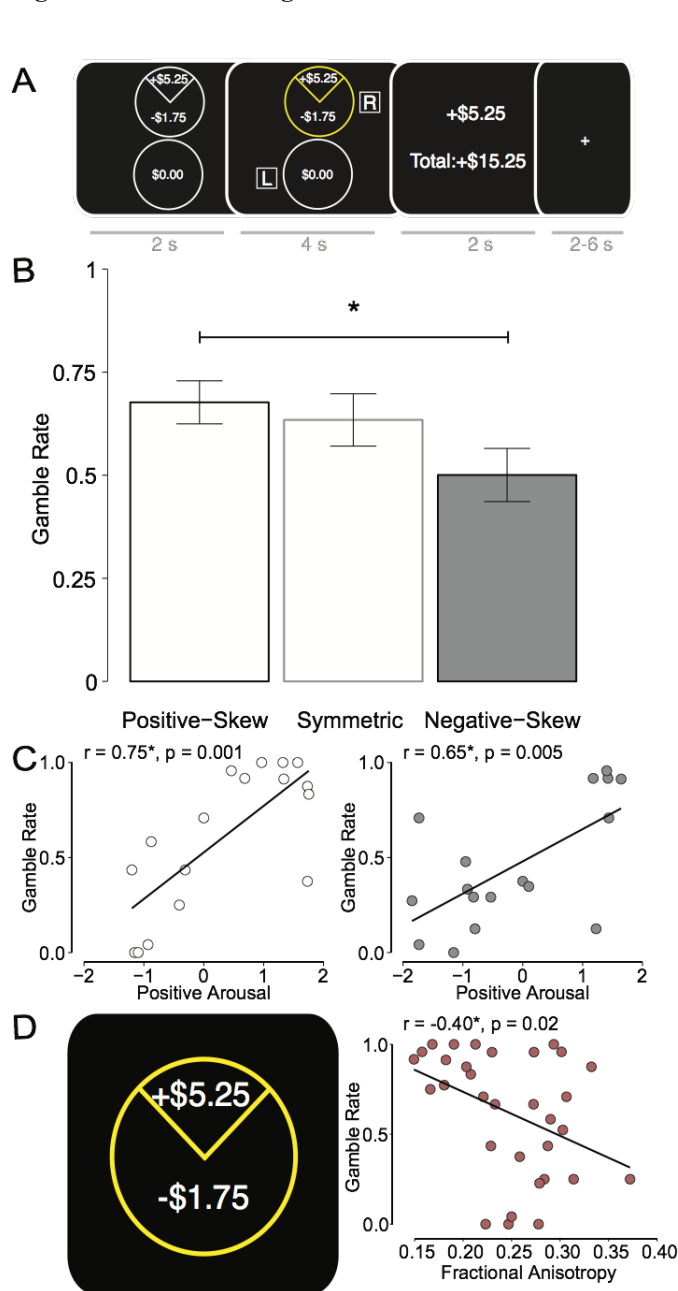 A
+$5.25
-$1.75
$0.00
+$5.25
-$1.75
R
L
$0.00
+$5.25
Total:+$15.25
+
2 s
4 s
2 s
2-6 s
B
1
0.75
0.5
0.25
0
Gamble Rate
*
Positive-Skew
Symmetric
Negative-Skew
C
r = 0.75*, p = 0.001
1.0
0.5
0.0
Gamble Rate
−2
−1
0
1
2
Positive Arousal
r = 0.65*, p = 0.005
1.0
0.5
0.0
Gamble Rate
−2
−1
0
1
2
Positive Arousal
D
+$5.25
-$1.75
r = -0.40*, p = 0.02
1.0
0.5
0.0
Gamble Rate
0.15
0.20
0.25
0.30
0.35
0.40
Fractional Anisotropy